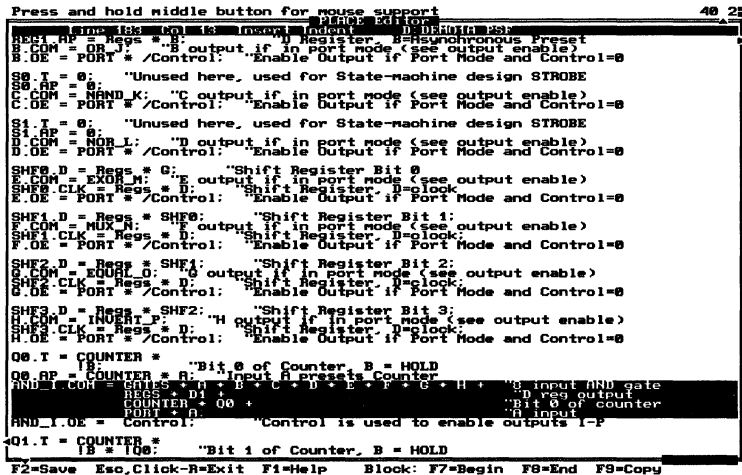 Press and hold middle button for mouse support 40 2
PLACE Editor
Line 183 Col 13 Insert Indent D:DEMO1A.PSF
REG1.AP = Regs * B; "D Register, B=Asynchronous Preset
B.COM = OR_J; "B output if in port mode (see output enable)
B.OE = PORT * /Control; "Enable Output if Port Mode and Control=0
S0.T = 0; "Unused here, used for State-machine design STROBE
S0.AP = 0;
C.COM = NAND_K; "C output if in port mode (see output enable)
C.OE = PORT * /Control; "Enable Output if Port Mode and Control=0
S1.T = 0; "Unused here, used for State-machine design STROBE
S1.AP = 0;
D.COM = NOR_L; "D output if in port mode (see output enable)
D.OE = PORT * /Control; "Enable Output if Port Mode and Control=0
SHF0.D = Regs * G; "Shift Register Bit 0
E.COM = EXOR_M; "E output if in port mode (see output enable)
SHF0.CLK = Regs * D; "Shift Register, D=clock
E.OE = PORT * /Control; "Enable Output if Port Mode and Control=0
SHF1.D = Regs * SHF0; "Shift Register Bit 1;
F.COM = MUX_N; "F output if in port mode (see output enable)
SHF1.CLK = Regs * D; "Shift Register, D=clock;
F.OE = PORT * /Control; "Enable Output if Port Mode and Control=0
SHF2.D = Regs * SHF1; "Shift Register Bit 2;
G.COM = EQUAL_O; "G output if in port mode (see output enable)
SHF2.CLK = Regs * D; "Shift Register, D=clock;
G.OE = PORT * /Control; "Enable Output if Port Mode and Control=0
SHF3.D = Regs * SHF2; "Shift Register Bit 3;
H.COM = INVERT_P; "H output if in port mode (see output enable)
SHF3.CLK = Regs * D; "Shift Register, D=clock;
H.OE = PORT * /Control; "Enable Output if Port Mode and Control=0
Q0.T = COUNTER *
!B; "Bit 0 of Counter, B = HOLD
Q0.AP = COUNTER * A; "Input A presets Counter
AND_I.COM = GATES * A * B * C * D * E * F * G * H + "8 input AND gate
REGS * D1 + "D reg output
COUNTER * Q0 + "Bit 0 of counter
PORT * A; "A input
AND_I.OE = Control; "Control is used to enable outputs I-P
Q1.T = COUNTER *
!B * !Q0; "Bit 1 of Counter, B = HOLD
F2=Save Esc,Click-R=Exit F1=Help Block: F7=Begin F8=End F9=Copy